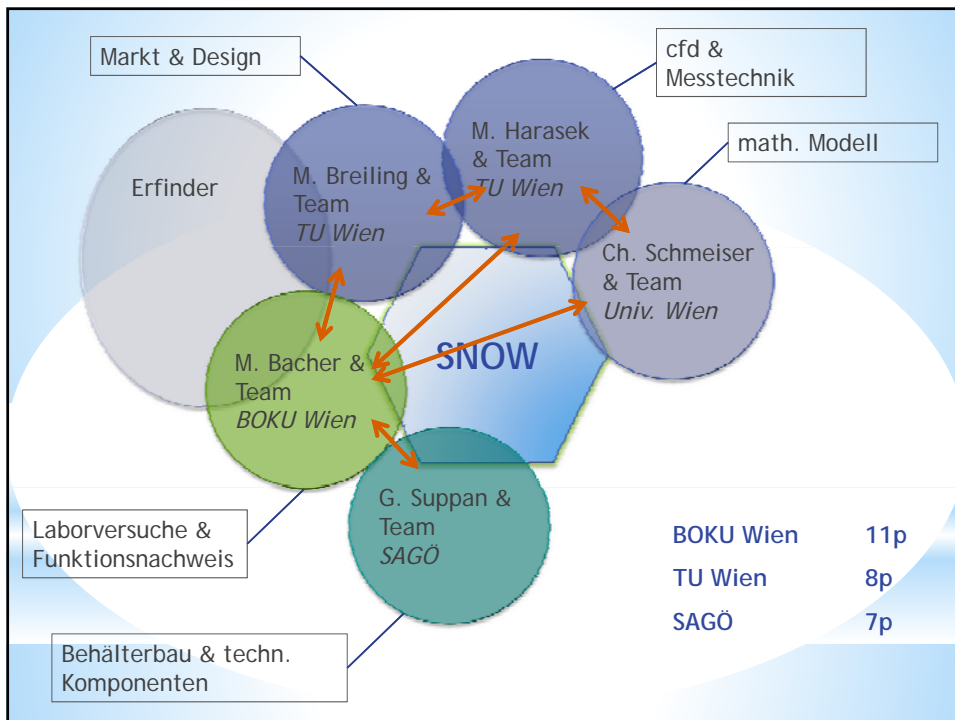 Markt & Design
cfd &
Messtechnik
math. Modell
Erfinder
M. Breiling &
Team
TU Wien
M. Harasek
& Team
TU Wien
Ch. Schmeiser
& Team
Univ. Wien
M. Bacher &
Team
BOKU Wien
SNOW
G. Suppan &
Team
SAGÖ
Laborversuche &
Funktionsnachweis
Behälterbau & techn.
Komponenten
BOKU Wien 11p
TU Wien 8p
SAGÖ 7p